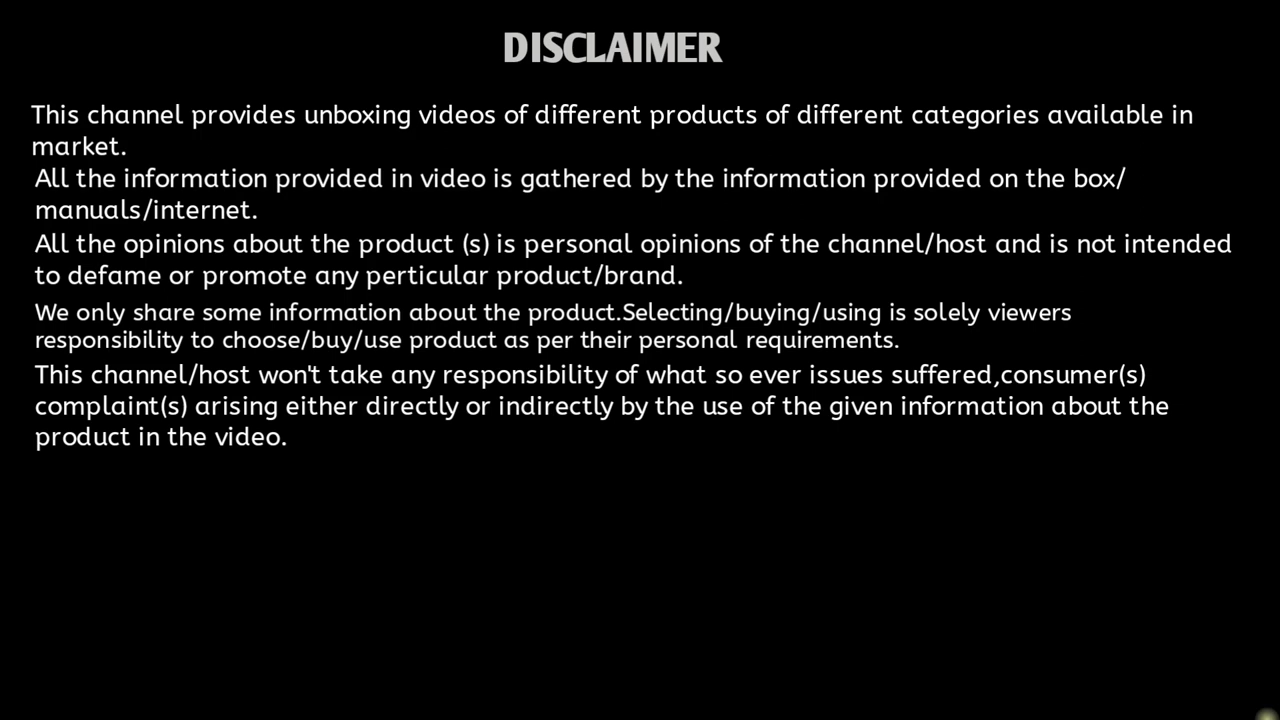 DISCLAIMER
This channel provides unboxing videos of different products of different categories available in
market.
All the information provided in video is gathered by the information provided on the box/
manuals/internet.
All the opinions about the product (s) is personal opinions of the channel/host and is not intended
to defame or promote any perticular product/brand.
We only share some information about the product.Selecting/buying/using is solely viewers
responsibility to choose/buy/use product as per their personal requirements.
This channel/host won't take any responsibility of what so ever issues suffered,consumer(s)
complaint(s) arising either directly or indirectly by the use of the given information about the
product in the video.